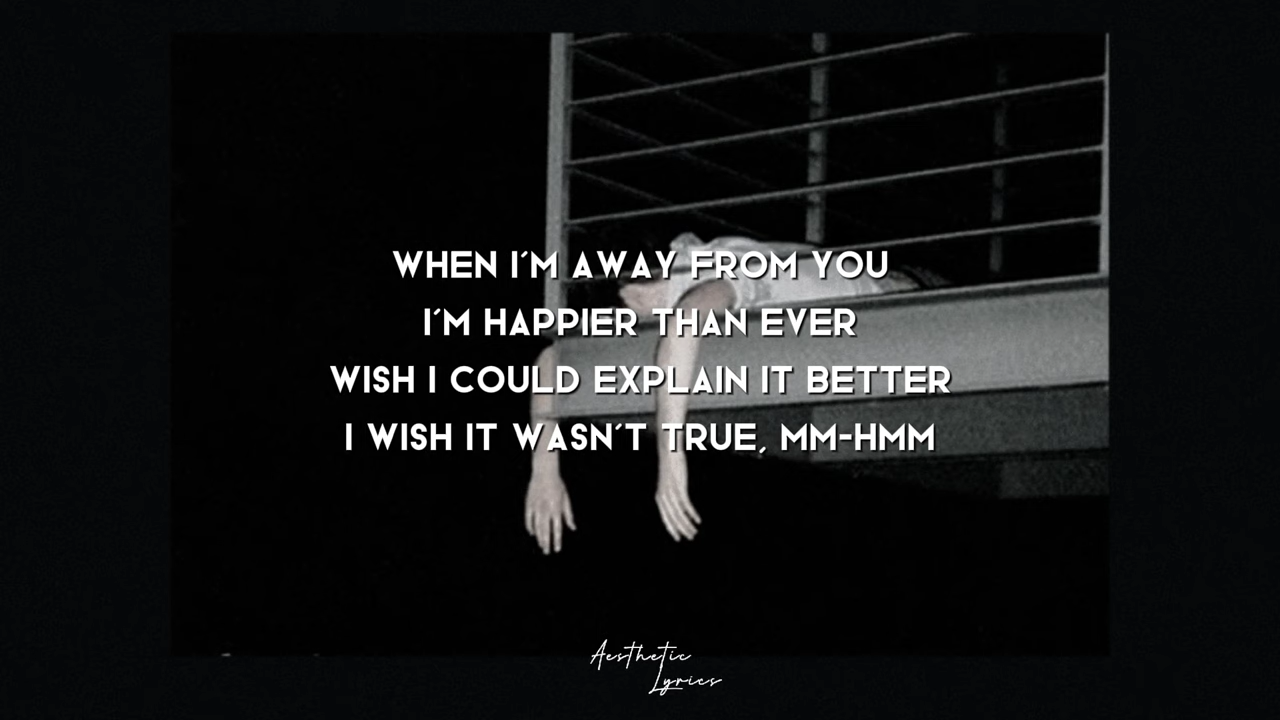 WHEN I'M AWAY FROM YOU
I'M HAPPIER THAN EVER
WISH I COULD EXPLAIN IT BETTER
I WISH IT WASN'T TRUE, MM-HMM
Aesthetic
Lyrics